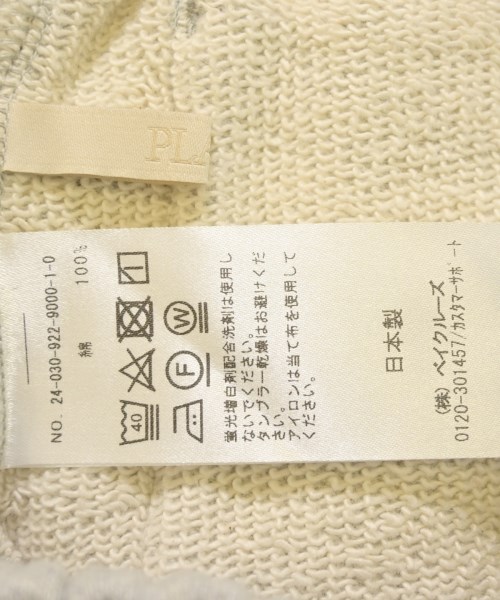 PLA
NO. 24-030-922-9000-1-0
綿 100%
40
F
W
蛍光増白剤配合洗剤は使用し
ないでください。
タンブラー乾燥はお避けくだ
さい。
アイロンは当て布を使用して
ください。
日本製
(株) ベイクルーズ
0120-301457/カスタマーサポート